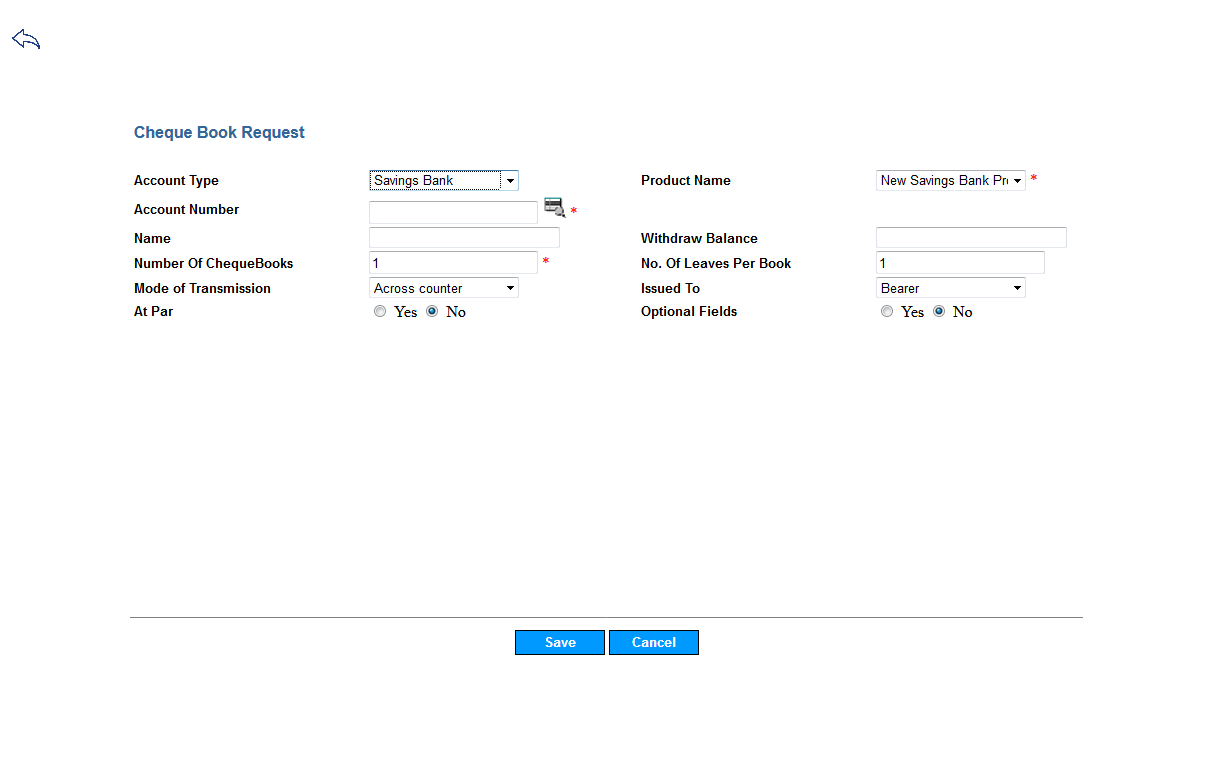 Cheque Book Request
Account Type Savings Bank Product Name New Savings Bank Pr *
Account Number *
Name Withdraw Balance
Number Of ChequeBooks 1 * No. Of Leaves Per Book 1
Mode of Transmission Across counter Issued To Bearer
At Par Yes No Optional Fields Yes No
Save Cancel